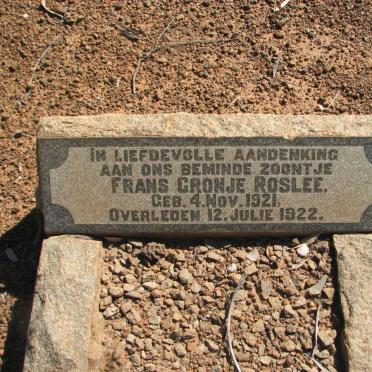 IN LIEFDEVOLLE AANDENKING
AAN ONS BEMINDE ZOONTJE
FRANS CRONJE ROSLEE,
GEB. 4. NOV. 1921,
OVERLEDEN 12. JULIE 1922.